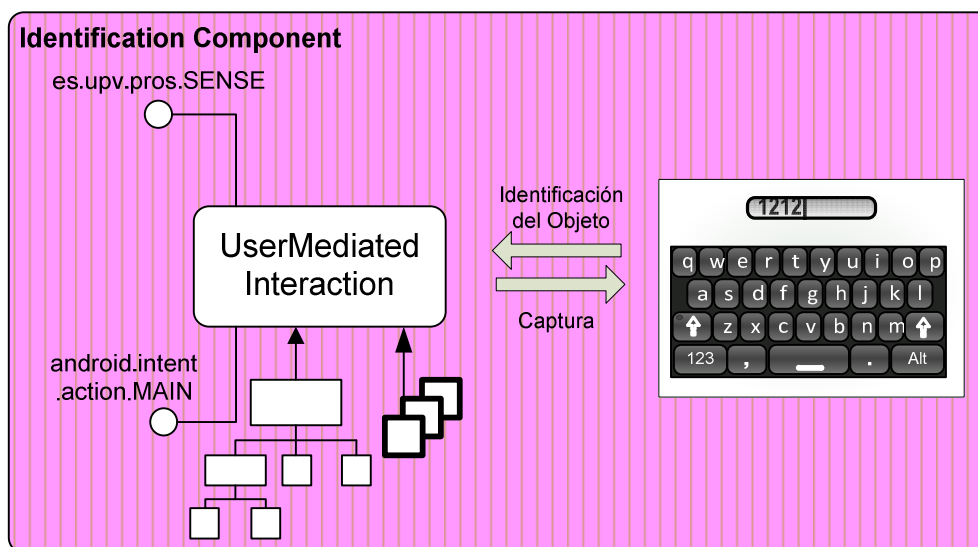 Identification Component
es.upv.pros.SENSE
UserMediated
Interaction
android.intent
.action.MAIN
Identificación
del Objeto
Captura
1212
q w e r t y u i o p
a s d f g h j k l
z x c v b n m
123 , . Alt